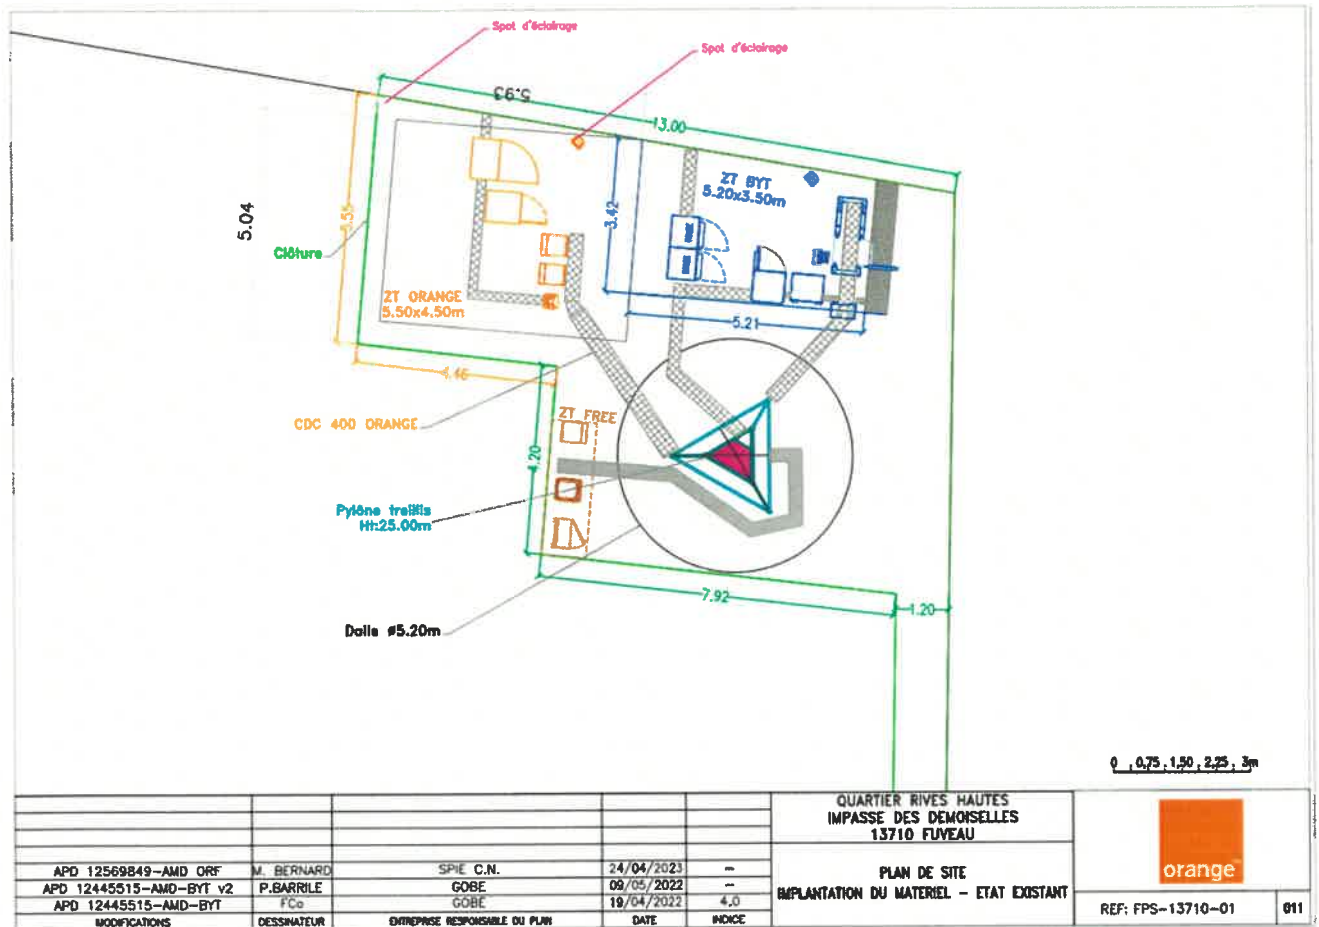 Spot d'éclairage
Spot d'éclairage
5.93
13.00
5.04
5.55
3.42
ZT BYT
5.20x3.50m
Clôture
ZT ORANGE
5.50x4.50m
5.21
4.46
CDC 400 ORANGE
ZT FREE
4.20
Pylône treillis
Ht:25.00m
7.92
1.20
Dalle ø5.20m
0 0,75 1,50 2,25 3m
QUARTIER RIVES HAUTES
IMPASSE DES DEMOISELLES
13710 FUVEAU
APD 12569849-AMD ORF M. BERNARD SPIE C.N. 24/04/2023 -
APD 12445515-AMD-BYT v2 P.BARRILE GOBE 09/05/2022 -
APD 12445515-AMD-BYT FCo GOBE 19/04/2022 4.0
MODIFICATIONS DESSINATEUR ENTREPRISE RESPONSABLE DU PLAN DATE INDICE
PLAN DE SITE
IMPLANTATION DU MATERIEL - ETAT EXISTANT
orange™
REF: FPS-13710-01 011